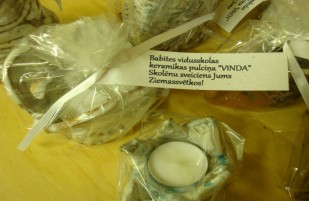 Babītes vidusskolas
keramikas pulciņa "VINDA"
Skolēnu sveiciens Jums
Ziemassvētkos!